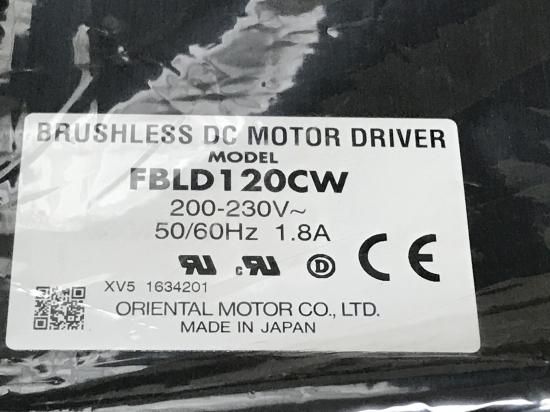 BRUSHLESS DC MOTOR DRIVER
MODEL
FBLD120CW
200-230V~
50/60Hz 1.8A
c
D
CE
XV5 1634201
ORIENTAL MOTOR CO., LTD.
MADE IN JAPAN